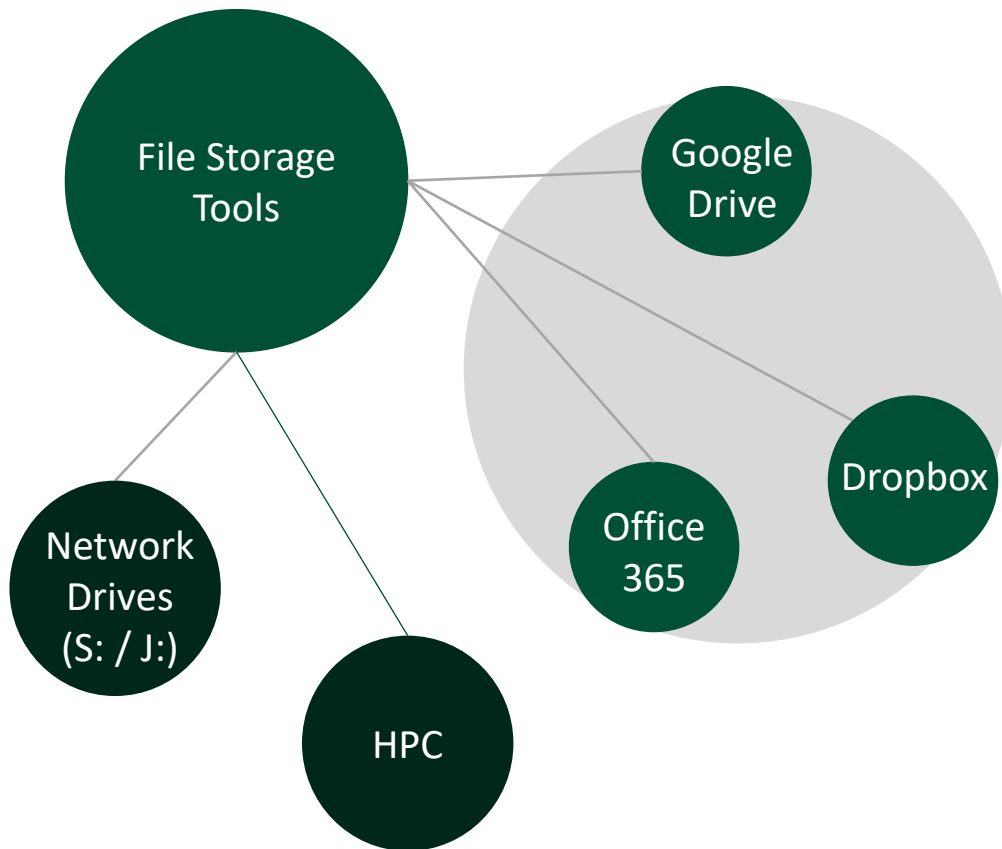 File Storage
Tools
Google
Drive
Dropbox
Office
365
Network
Drives
(S: / J:)
HPC